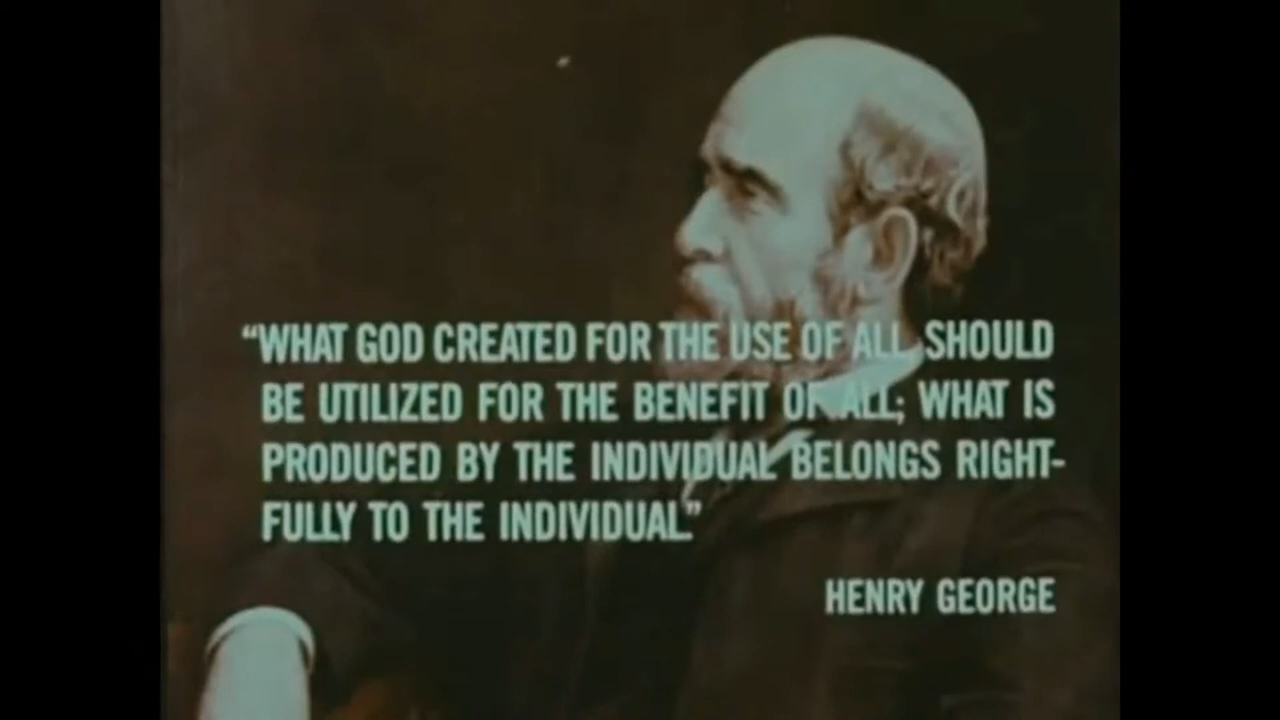 “WHAT GOD CREATED FOR THE USE OF ALL SHOULD
BE UTILIZED FOR THE BENEFIT OF ALL; WHAT IS
PRODUCED BY THE INDIVIDUAL BELONGS RIGHT-
FULLY TO THE INDIVIDUAL.”
HENRY GEORGE